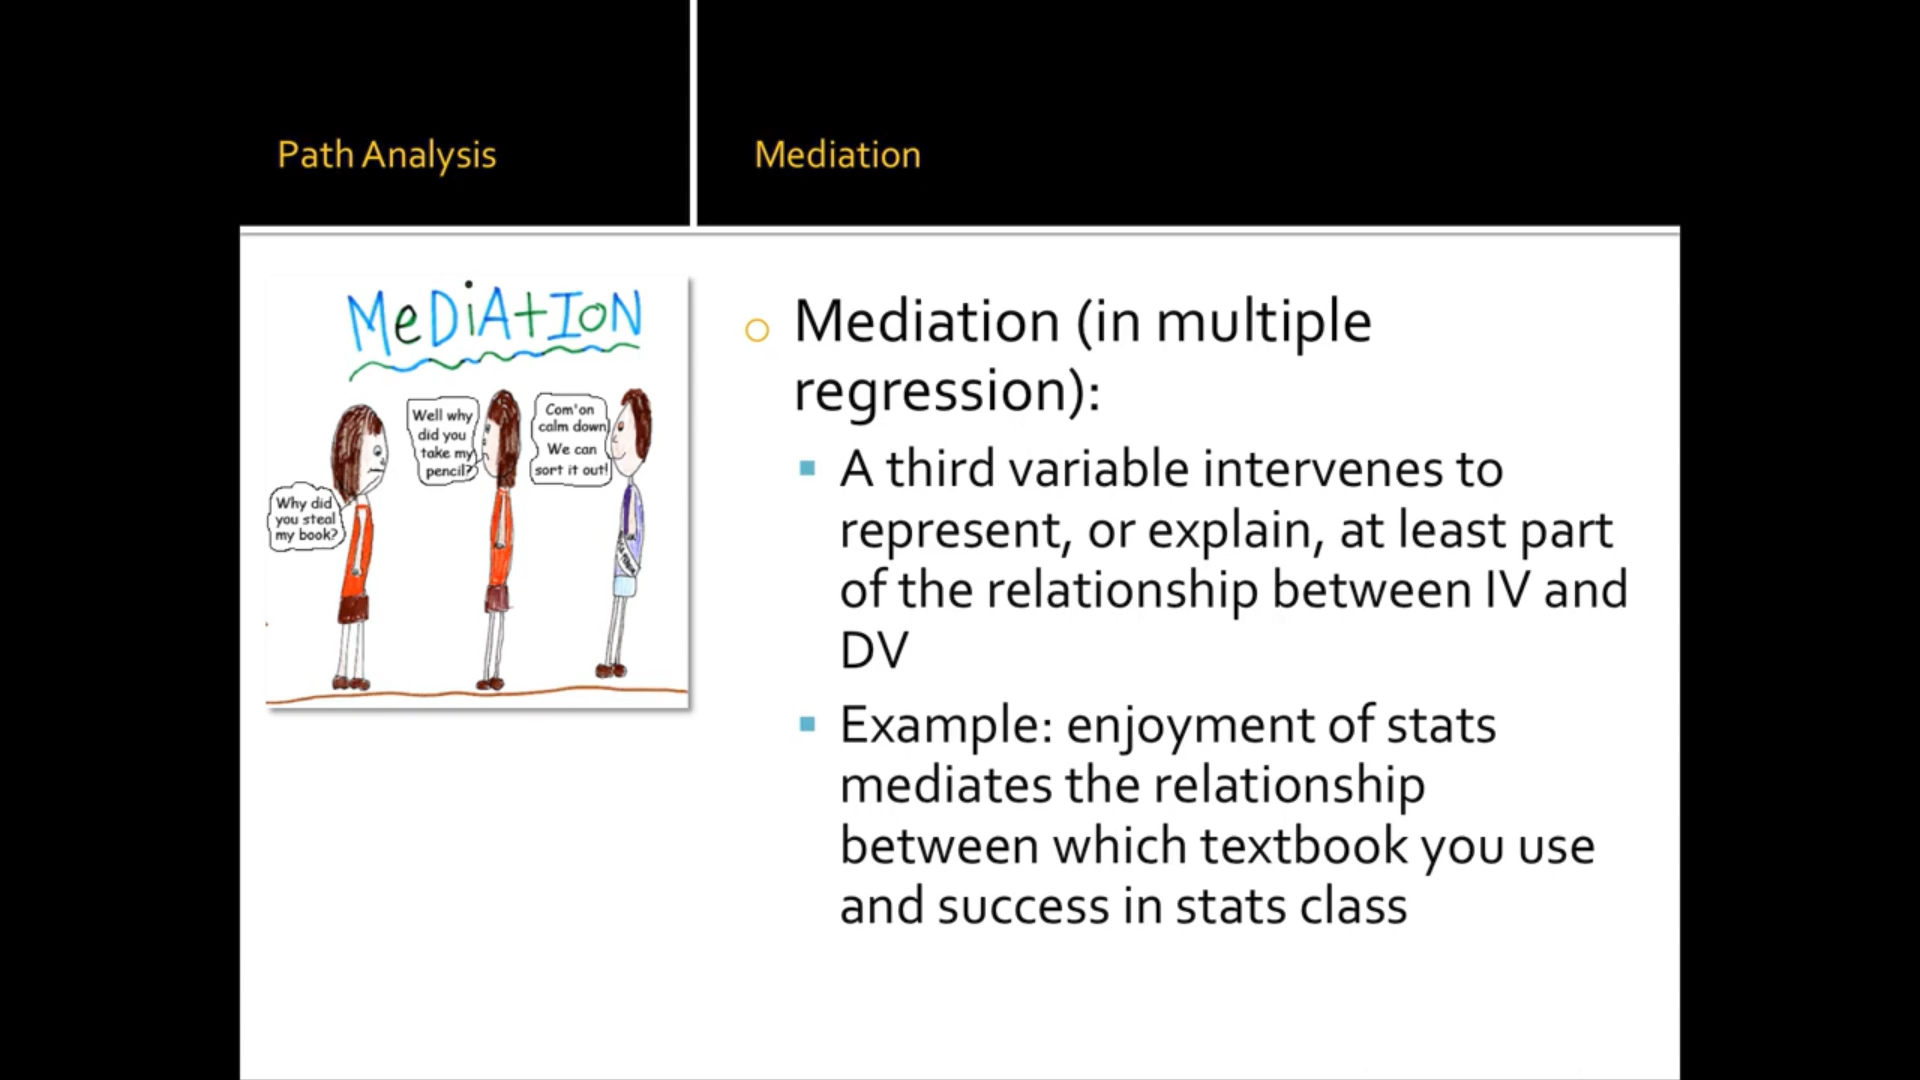 Path Analysis
Mediation
MeDiAtIoN
Why did
you steal
my book?
Well why
did you
take my
pencil?
Com'on
calm down
We can
sort it out!
Mediation (in multiple
regression):
A third variable intervenes to
represent, or explain, at least part
of the relationship between IV and
DV
Example: enjoyment of stats
mediates the relationship
between which textbook you use
and success in stats class